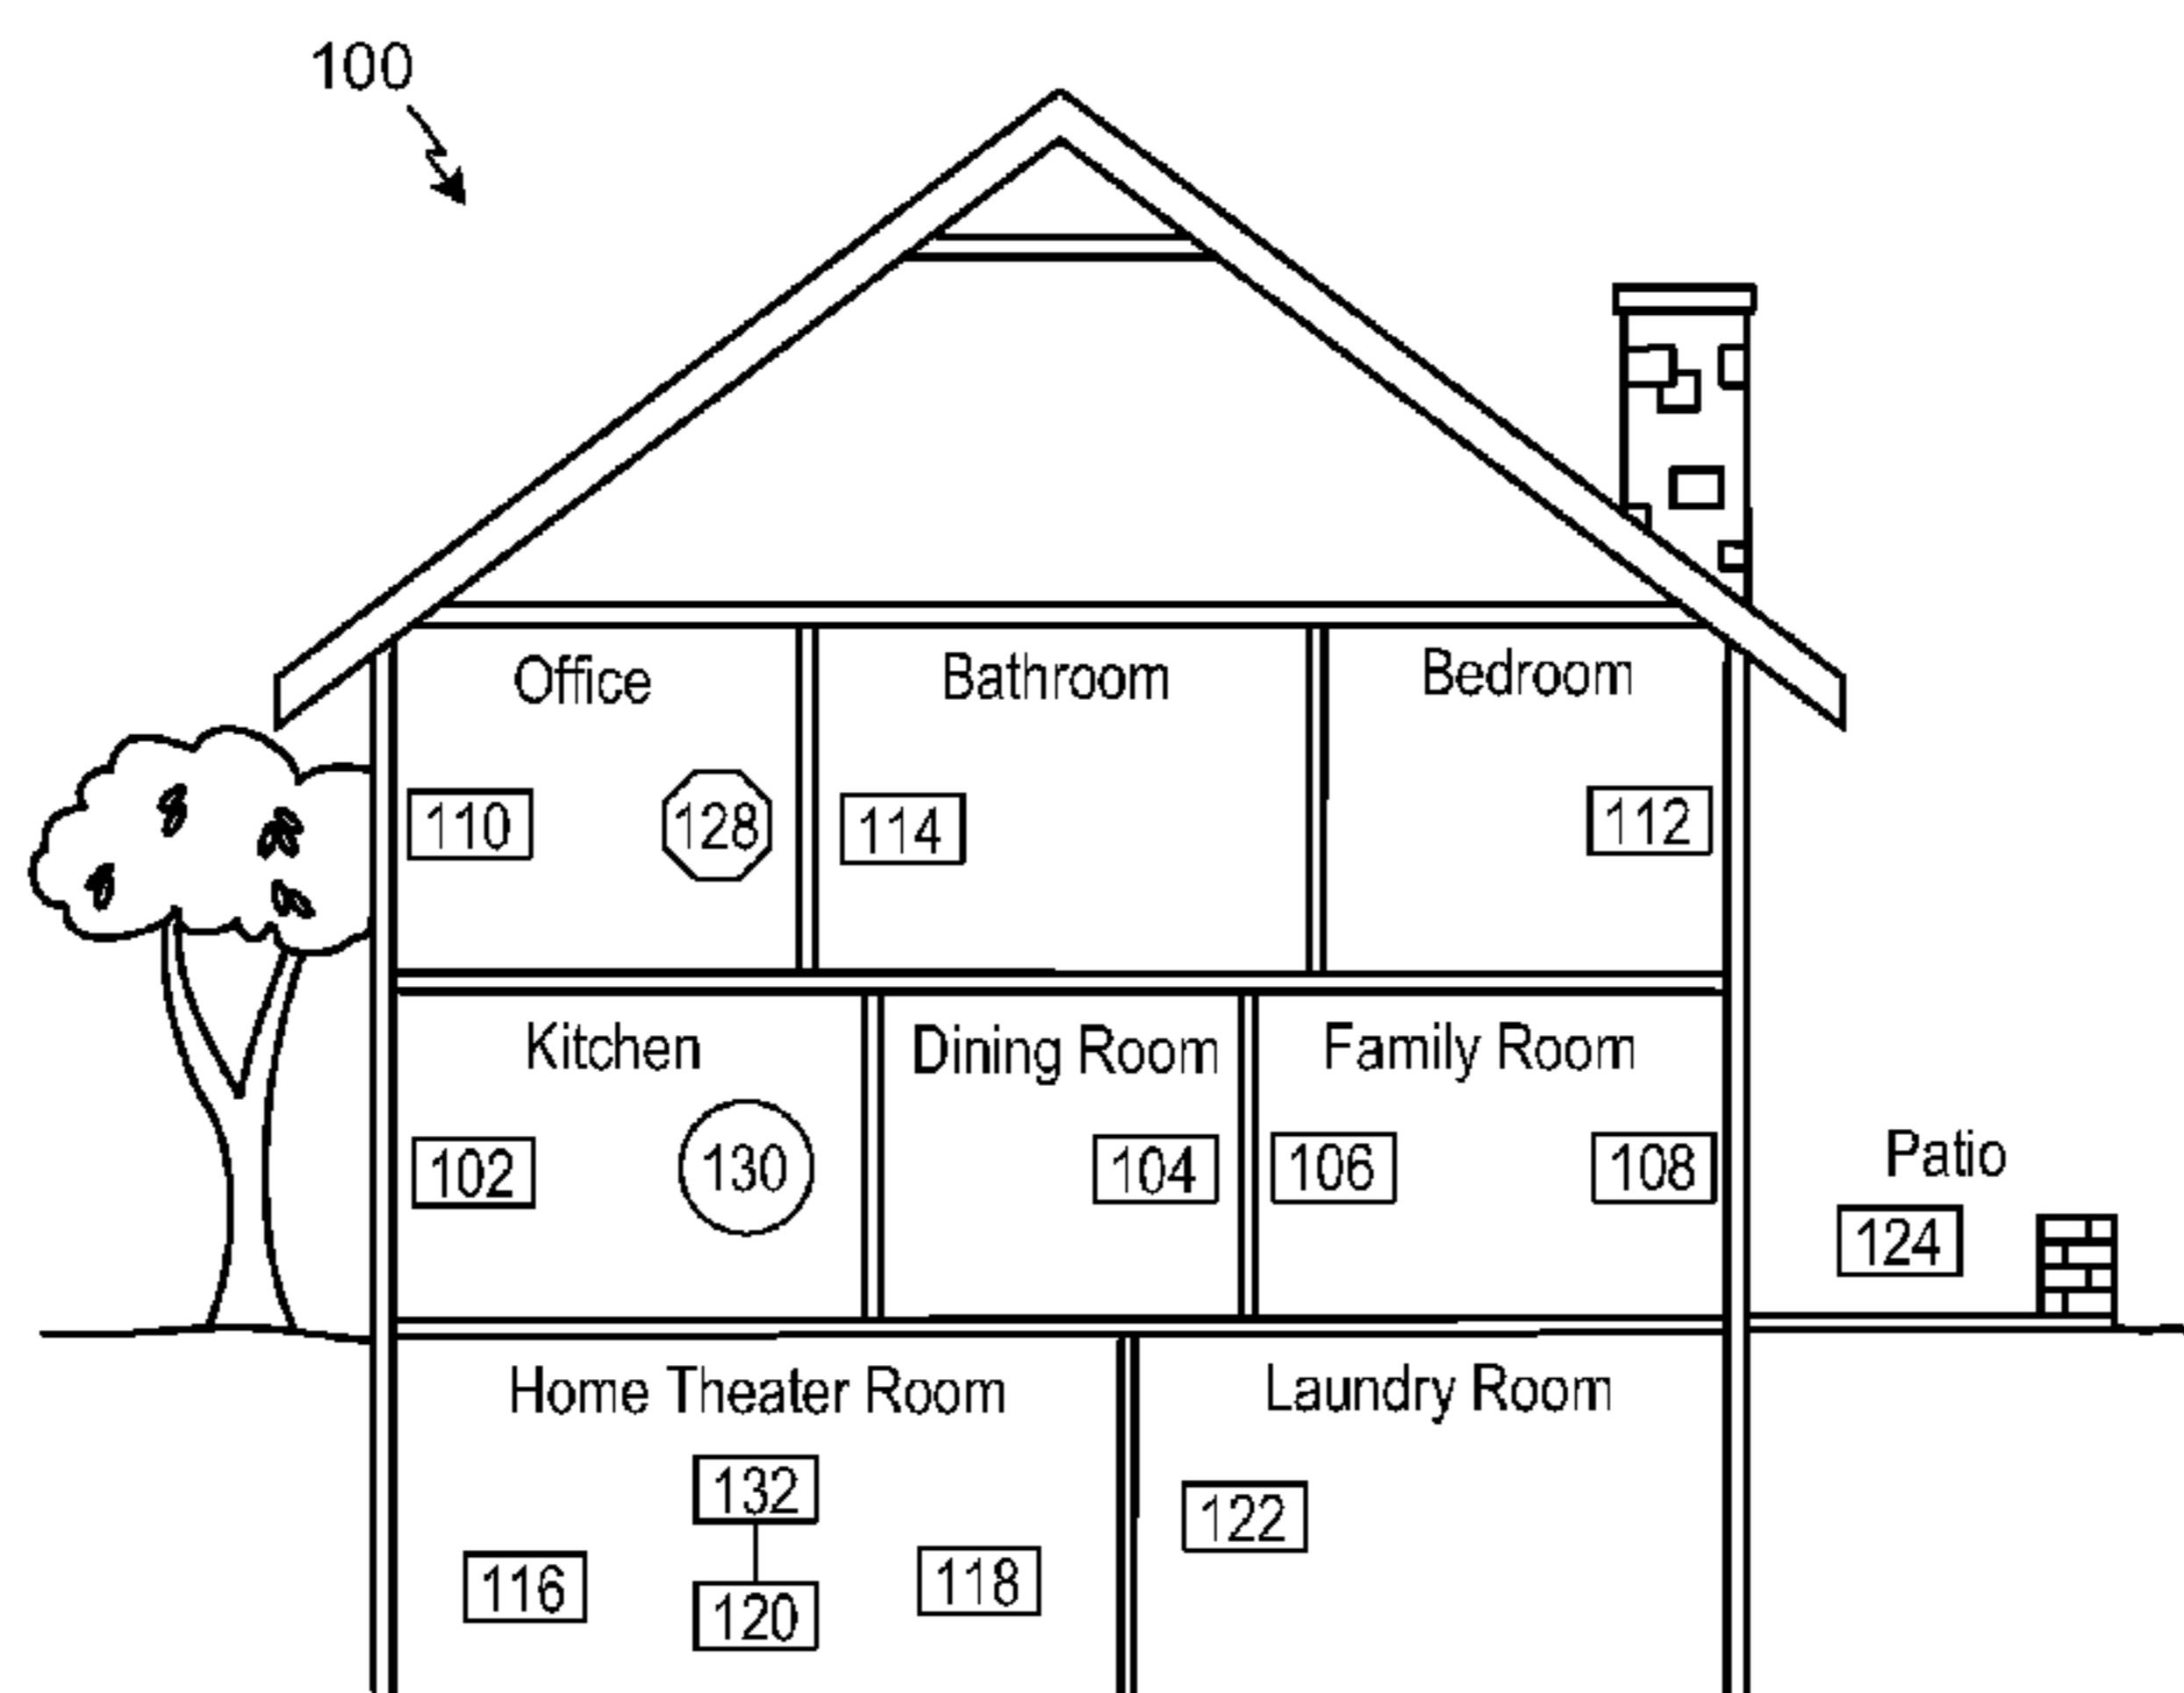 100
Office Bathroom Bedroom
110 128 114 112
Kitchen Dining Room Family Room
102 130 104 106 108
Patio
124
Home Theater Room Laundry Room
132
122
116 118
120